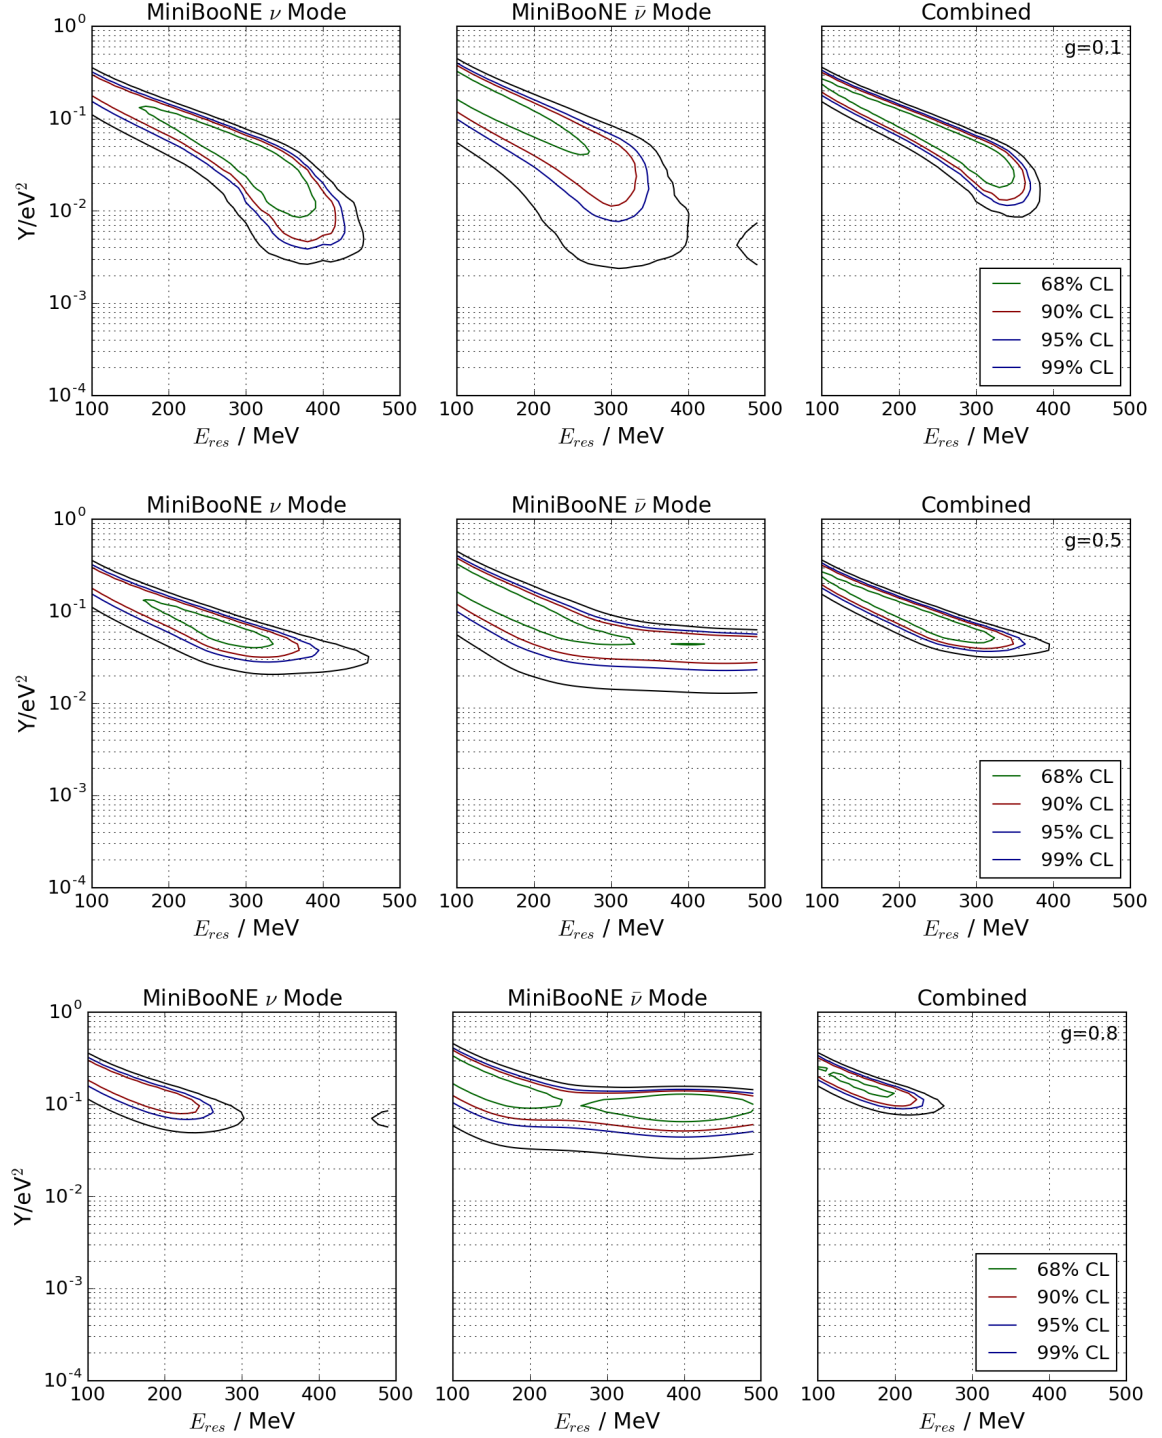 MiniBooNE ν Mode
MiniBooNE ν̄ Mode
Combined
g=0.1
Y/eV²
10⁰
10⁻¹
10⁻²
10⁻³
10⁻⁴
68% CL
90% CL
95% CL
99% CL
100 200 300 400 500
100 200 300 400 500
100 200 300 400 500
E_res / MeV
E_res / MeV
E_res / MeV
MiniBooNE ν Mode
MiniBooNE ν̄ Mode
Combined
g=0.5
Y/eV²
10⁰
10⁻¹
10⁻²
10⁻³
10⁻⁴
68% CL
90% CL
95% CL
99% CL
100 200 300 400 500
100 200 300 400 500
100 200 300 400 500
E_res / MeV
E_res / MeV
E_res / MeV
MiniBooNE ν Mode
MiniBooNE ν̄ Mode
Combined
g=0.8
Y/eV²
10⁰
10⁻¹
10⁻²
10⁻³
10⁻⁴
68% CL
90% CL
95% CL
99% CL
100 200 300 400 500
100 200 300 400 500
100 200 300 400 500
E_res / MeV
E_res / MeV
E_res / MeV